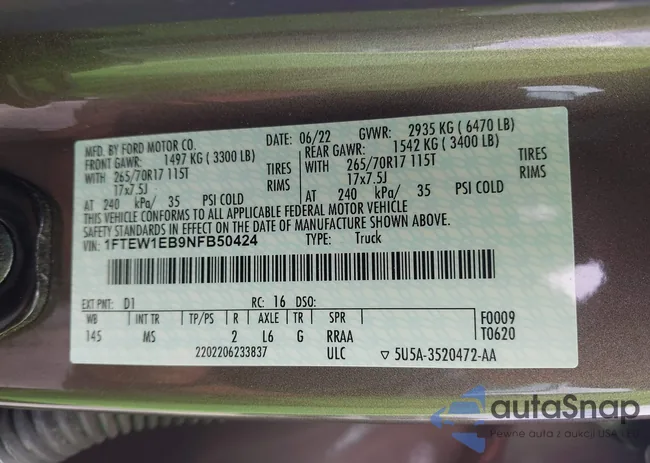 MFD. BY FORD MOTOR CO.
DATE: 06/22 GVWR: 2935 KG ( 6470 LB)
FRONT GAWR: 1497 KG ( 3300 LB)
REAR GAWR: 1542 KG ( 3400 LB)
WITH 265/70R17 115T TIRES
WITH 265/70R17 115T TIRES
17x7.5J RIMS
17x7.5J RIMS
AT 240 kPa/ 35 PSI COLD
AT 240 kPa/ 35 PSI COLD
THIS VEHICLE CONFORMS TO ALL APPLICABLE FEDERAL MOTOR VEHICLE
SAFETY STANDARDS IN EFFECT ON THE DATE OF MANUFACTURE SHOWN ABOVE.
VIN: 1FTEW1EB9NFB50424 TYPE: Truck
EXT PNT: D1 RC: 16 DSO:
WB INT TR TP/PS R AXLE TR SPR
F0009
145 MS 2 L6 G RRAA
T0620
2202206233837 ULC ▽ 5U5A-3520472-AA
autaSnap
Pewne auta z aukcji USA